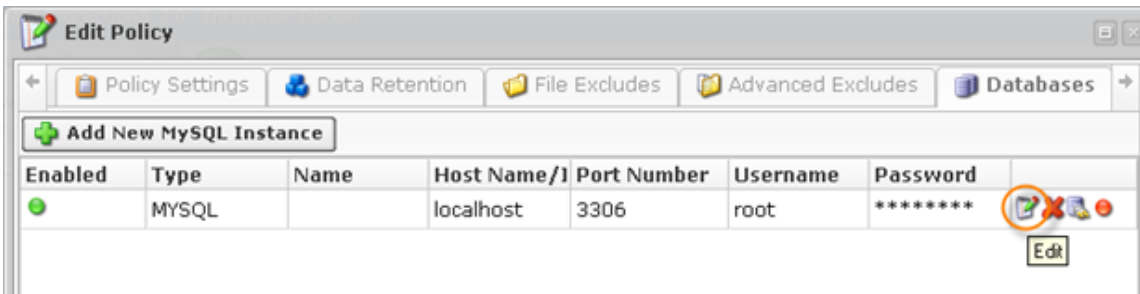 Edit Policy
Policy Settings Data Retention File Excludes Advanced Excludes Databases
Add New MySQL Instance
Enabled Type Name Host Name/I Port Number Username Password
MYSQL localhost 3306 root ********
Edit